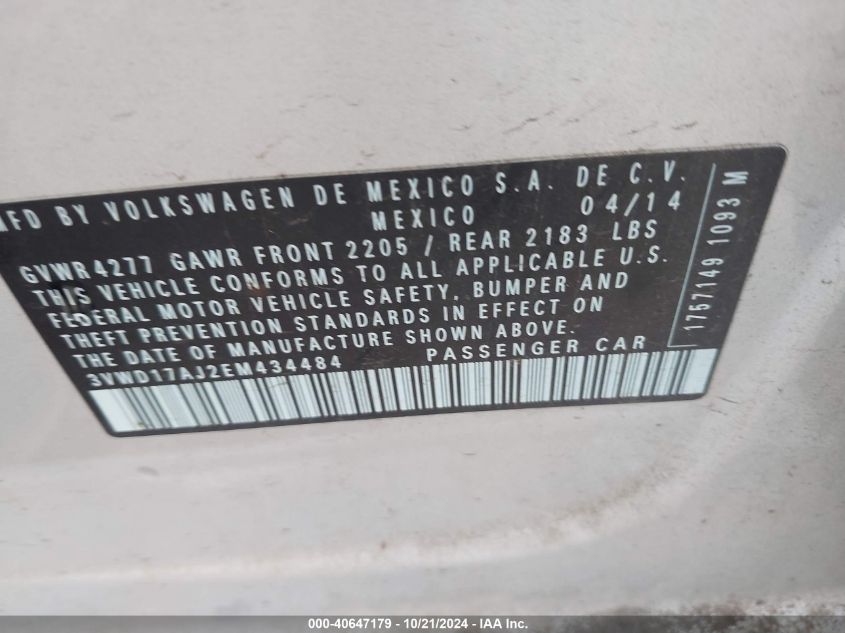 MFD BY VOLKSWAGEN DE MEXICO S.A. DE C.V.
MEXICO 04/14
GVWR 4277 GAWR FRONT 2205 / REAR 2183 LBS
THIS VEHICLE CONFORMS TO ALL APPLICABLE U.S.
FEDERAL MOTOR VEHICLE SAFETY, BUMPER AND
THEFT PREVENTION STANDARDS IN EFFECT ON
THE DATE OF MANUFACTURE SHOWN ABOVE.
3VWD17AJ2EM434484 PASSENGER CAR
1757149 1093 M
000-40647179 - 10/21/2024 - IAA Inc.